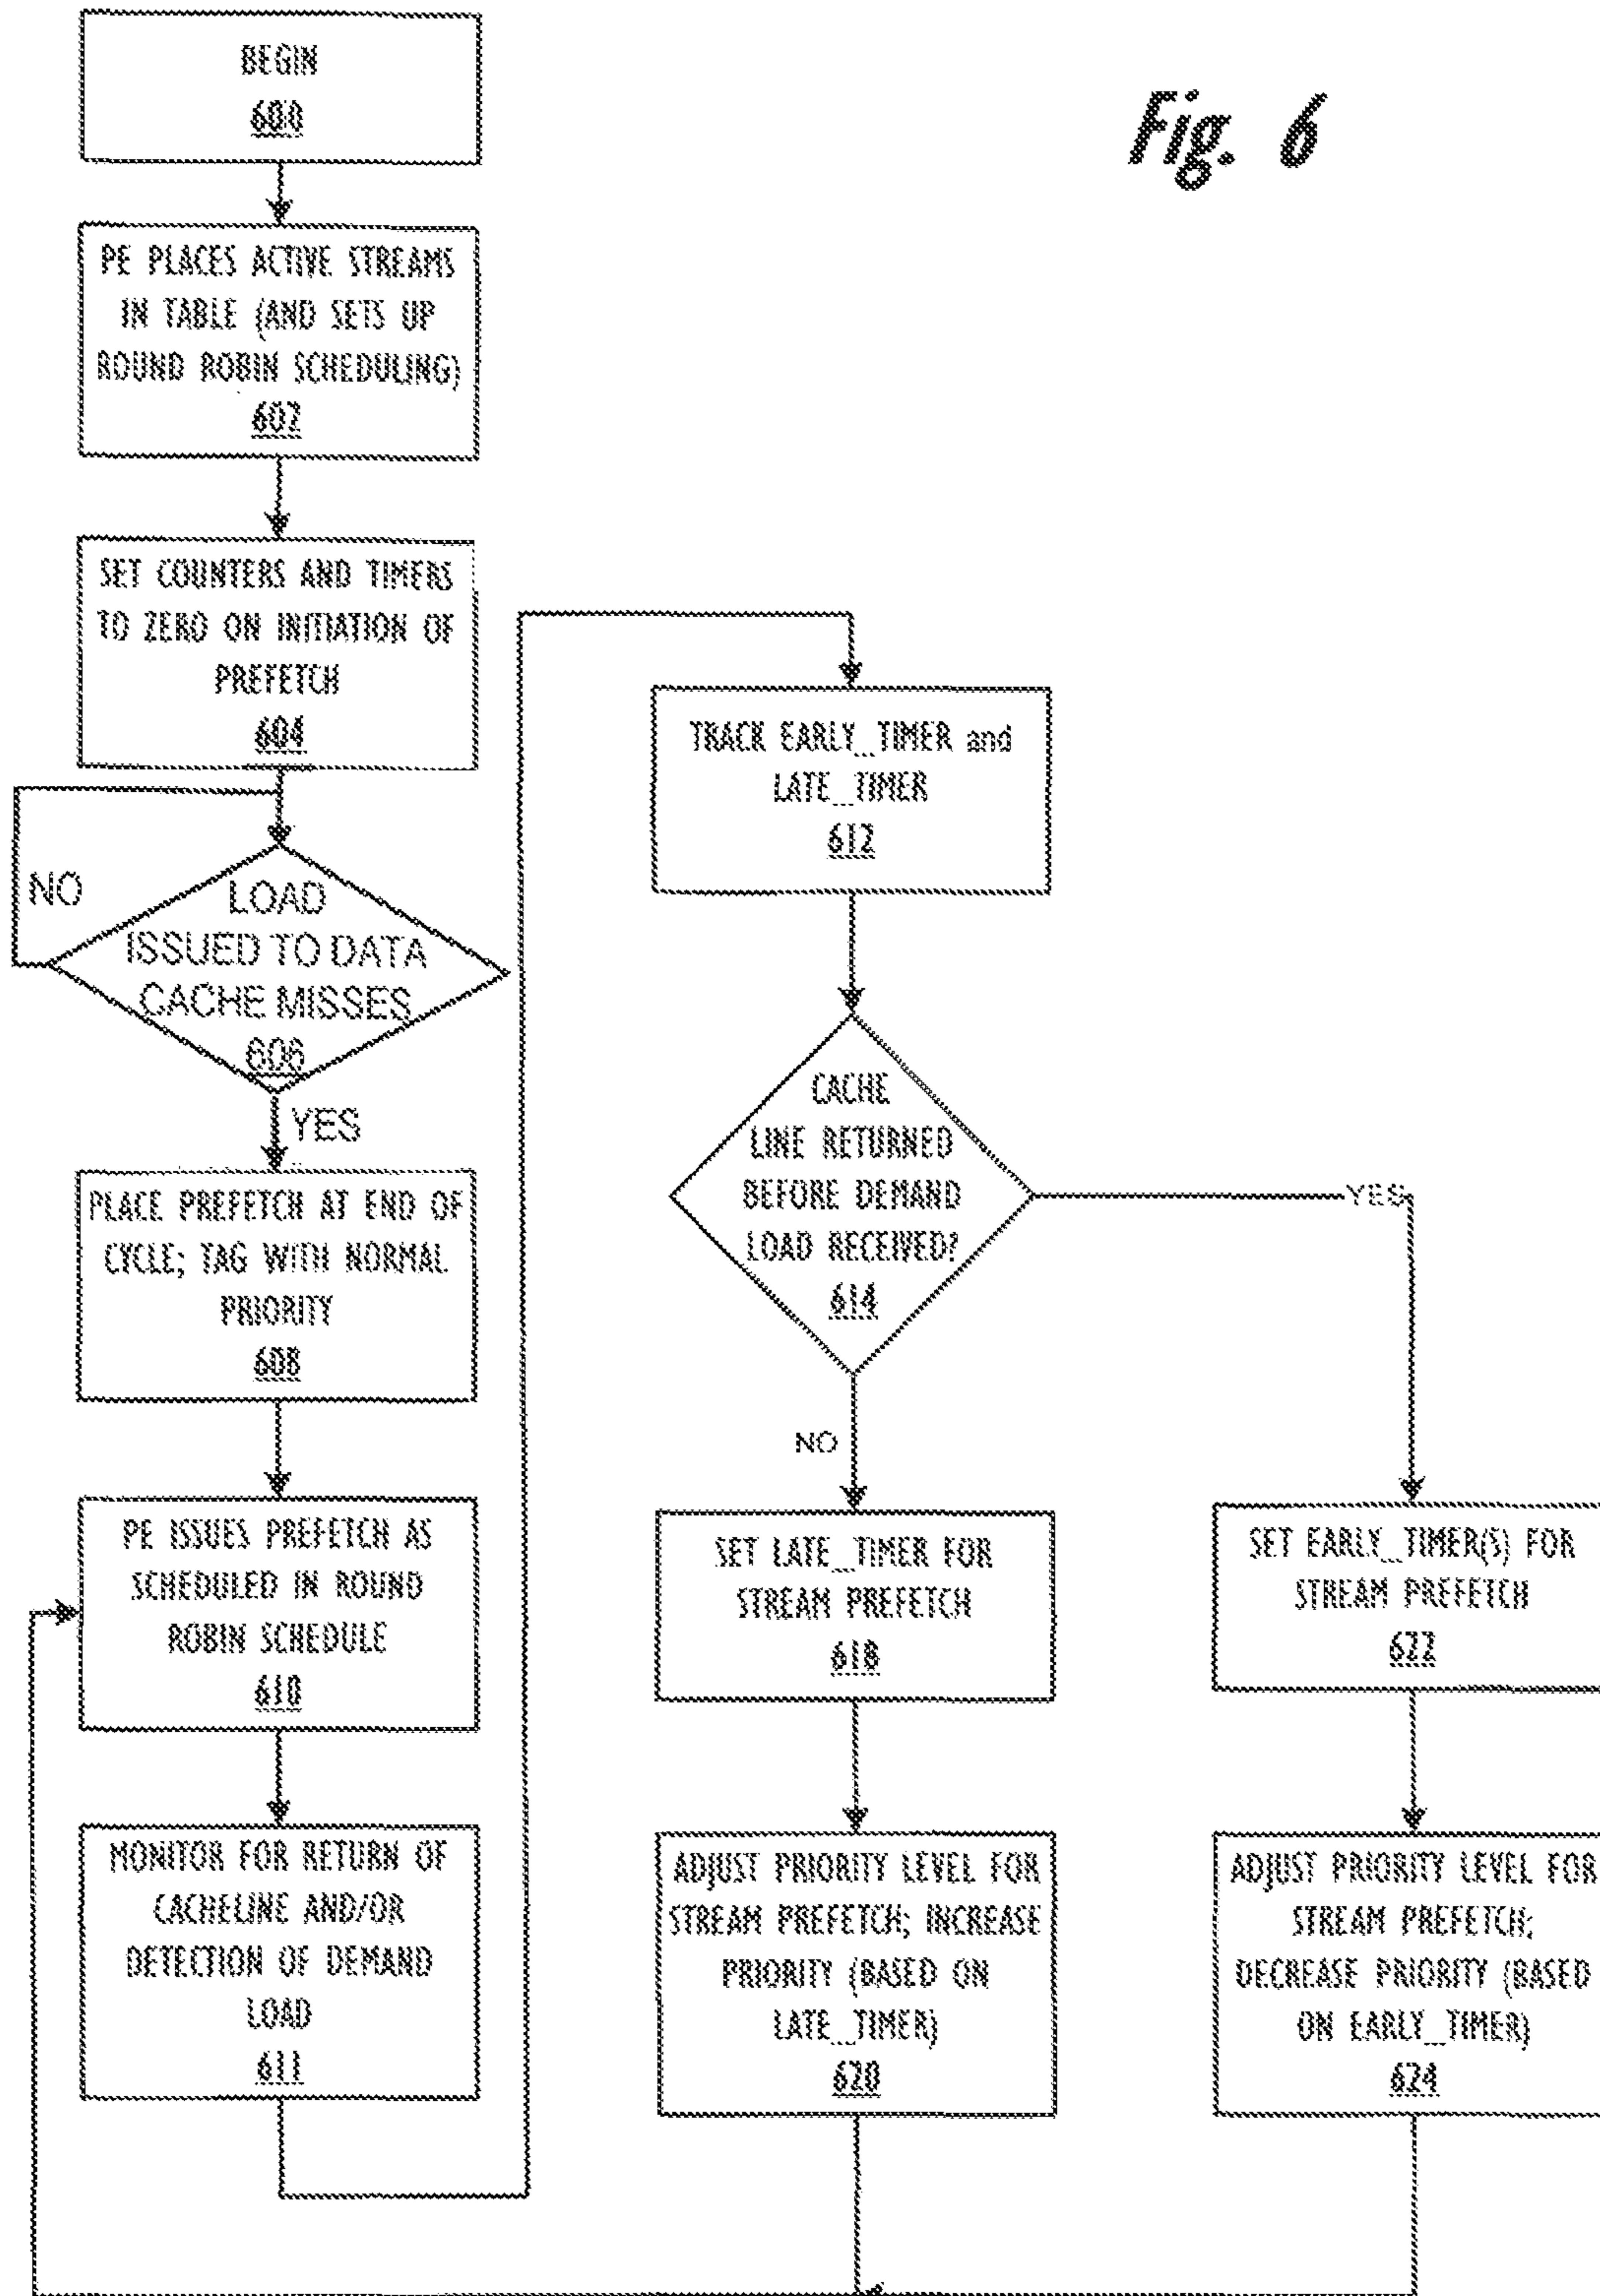 Fig. 6
BEGIN
600
PE PLACES ACTIVE STREAMS
IN TABLE (AND SETS UP
ROUND ROBIN SCHEDULING)
602
SET COUNTERS AND TIMERS
TO ZERO ON INITIATION OF
PREFETCH
604
NO
LOAD
ISSUED TO DATA
CACHE MISSES
606
YES
PLACE PREFETCH AT END OF
CYCLE; TAG WITH NORMAL
PRIORITY
608
PE ISSUES PREFETCH AS
SCHEDULED IN ROUND
ROBIN SCHEDULE
610
MONITOR FOR RETURN OF
CACHELINE AND/OR
DETECTION OF DEMAND
LOAD
611
TRACK EARLY_TIMER and
LATE_TIMER
612
CACHE
LINE RETURNED
BEFORE DEMAND
LOAD RECEIVED?
614
YES
NO
SET LATE_TIMER FOR
STREAM PREFETCH
618
ADJUST PRIORITY LEVEL FOR
STREAM PREFETCH; INCREASE
PRIORITY (BASED ON
LATE_TIMER)
620
SET EARLY_TIMER(S) FOR
STREAM PREFETCH
622
ADJUST PRIORITY LEVEL FOR
STREAM PREFETCH;
DECREASE PRIORITY (BASED
ON EARLY_TIMER)
624